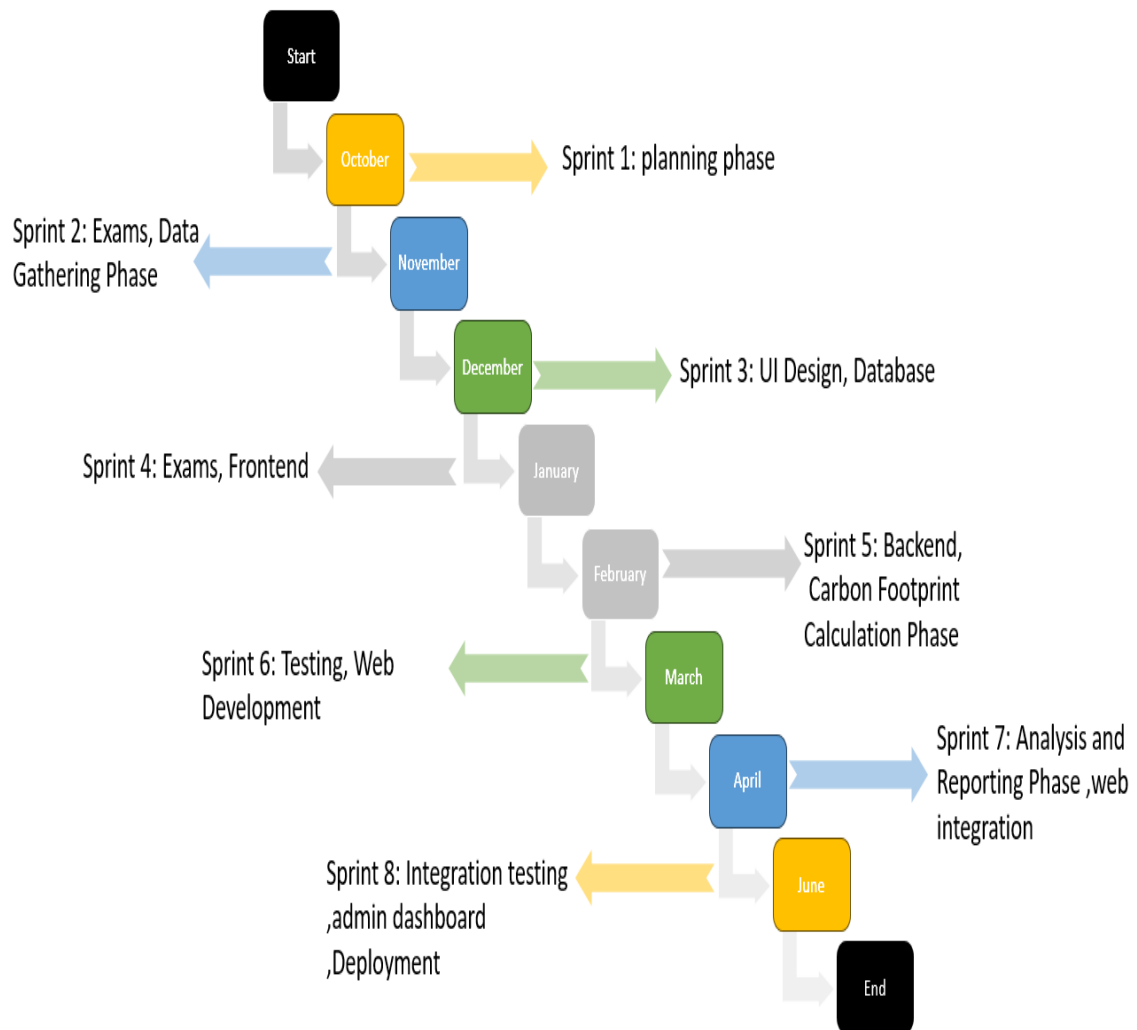 Start
October
Sprint 1: planning phase
Sprint 2: Exams, Data
Gathering Phase
November
December
Sprint 3: UI Design, Database
Sprint 4: Exams, Frontend
January
February
Sprint 5: Backend,
Carbon Footprint
Calculation Phase
Sprint 6: Testing, Web
Development
March
April
Sprint 7: Analysis and
Reporting Phase ,web
integration
Sprint 8: Integration testing
,admin dashboard
,Deployment
June
End